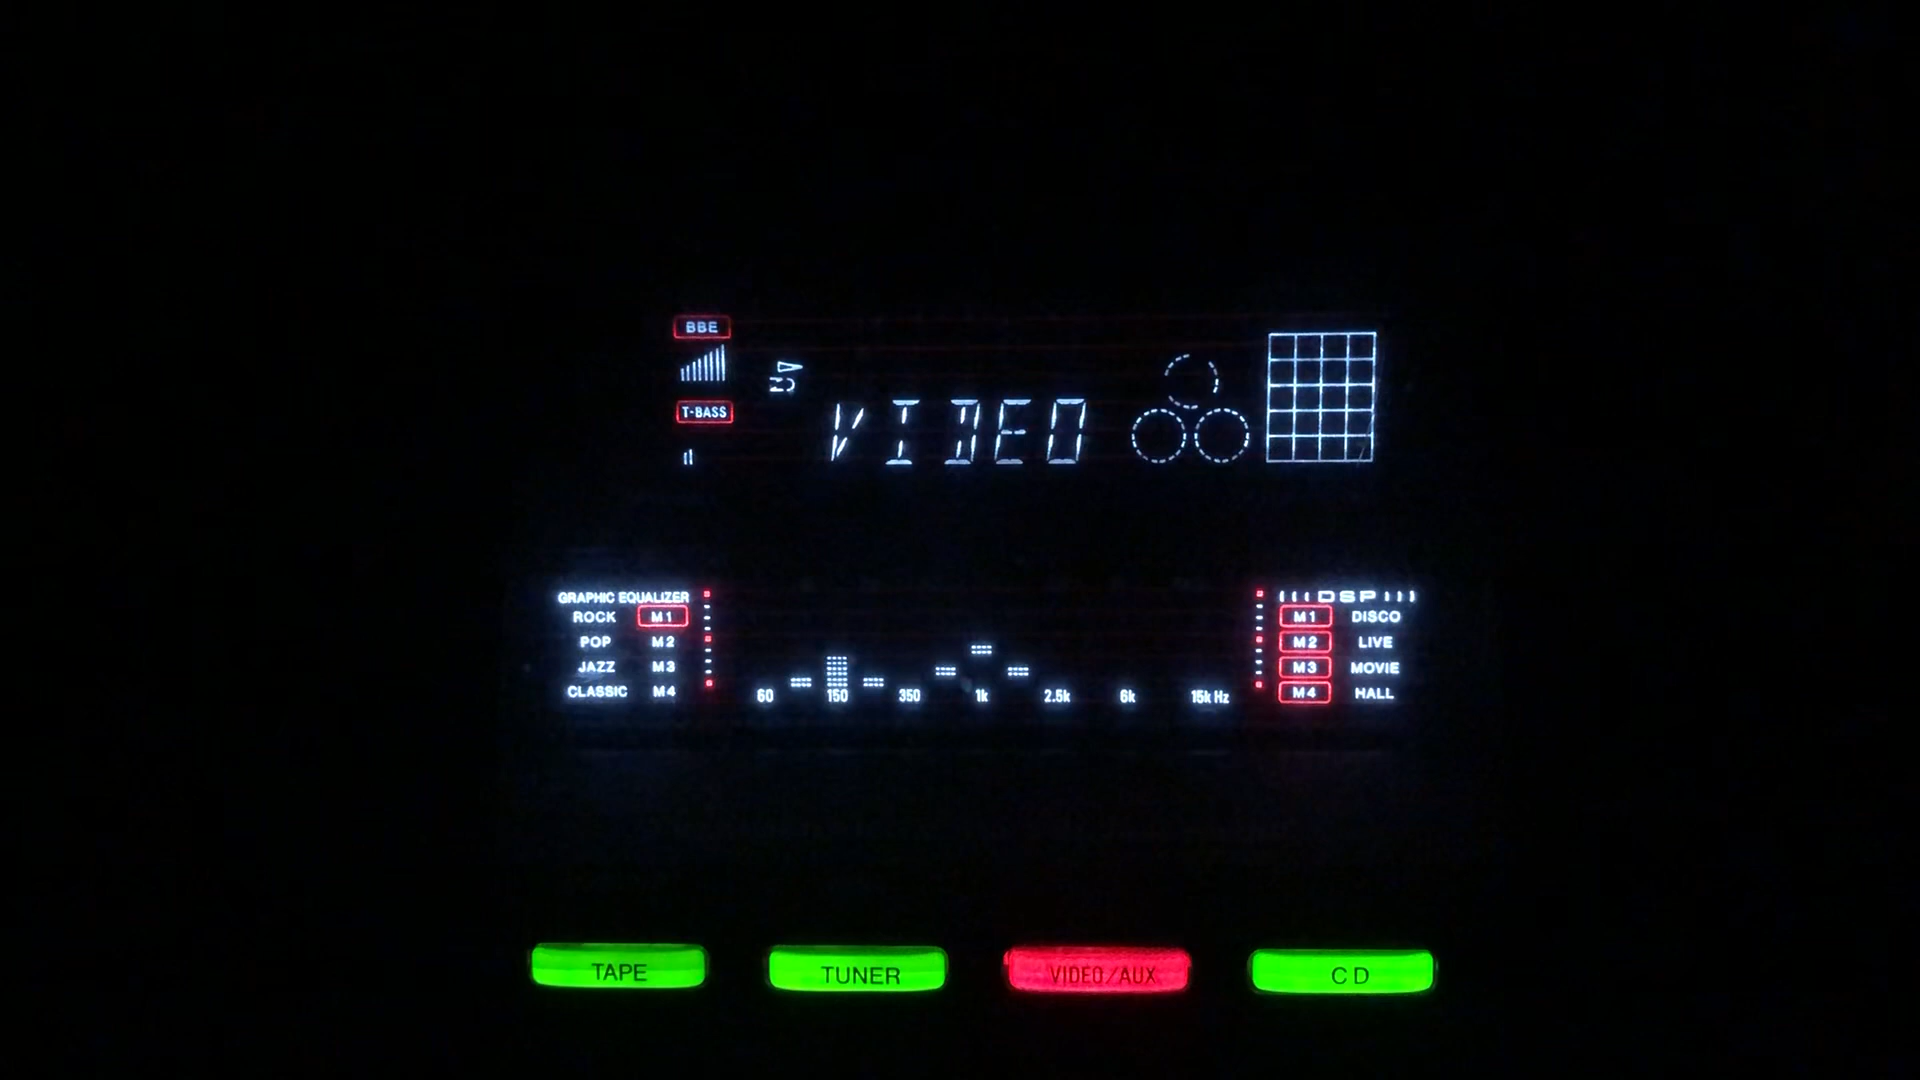 BBE
T-BASS
VIDEO
GRAPHIC EQUALIZER
ROCK M1
POP M2
JAZZ M3
CLASSIC M4
60 150 350 1k 2.5k 6k 15k Hz
DSP
M1 DISCO
M2 LIVE
M3 MOVIE
M4 HALL
TAPE
TUNER
VIDEO/AUX
CD